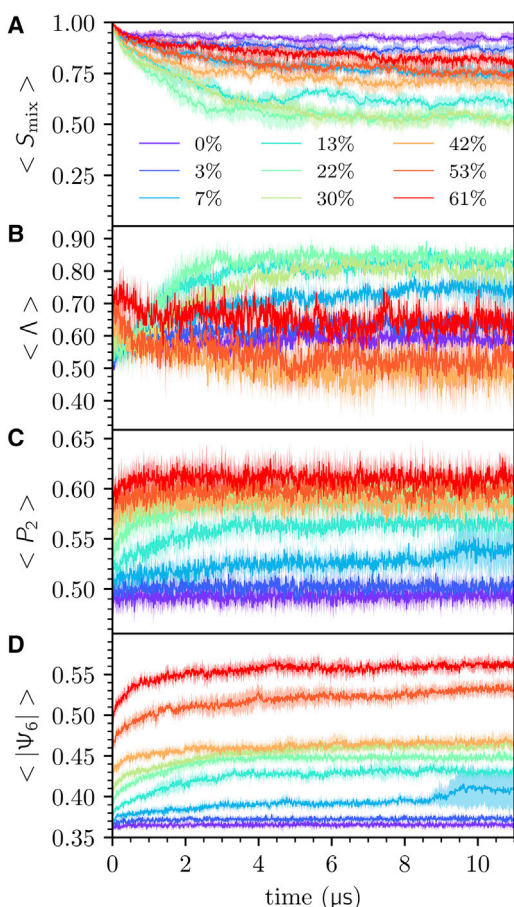 A
1.00
0.75
0.50
0.25
< S_mix >
0% 13% 42%
3% 22% 53%
7% 30% 61%
B
0.90
0.80
0.70
0.60
0.50
0.40
< Λ >
C
0.65
0.60
0.55
0.50
< P_2 >
D
0.55
0.50
0.45
0.40
0.35
< |Ψ_6| >
0 2 4 6 8 10
time (μs)